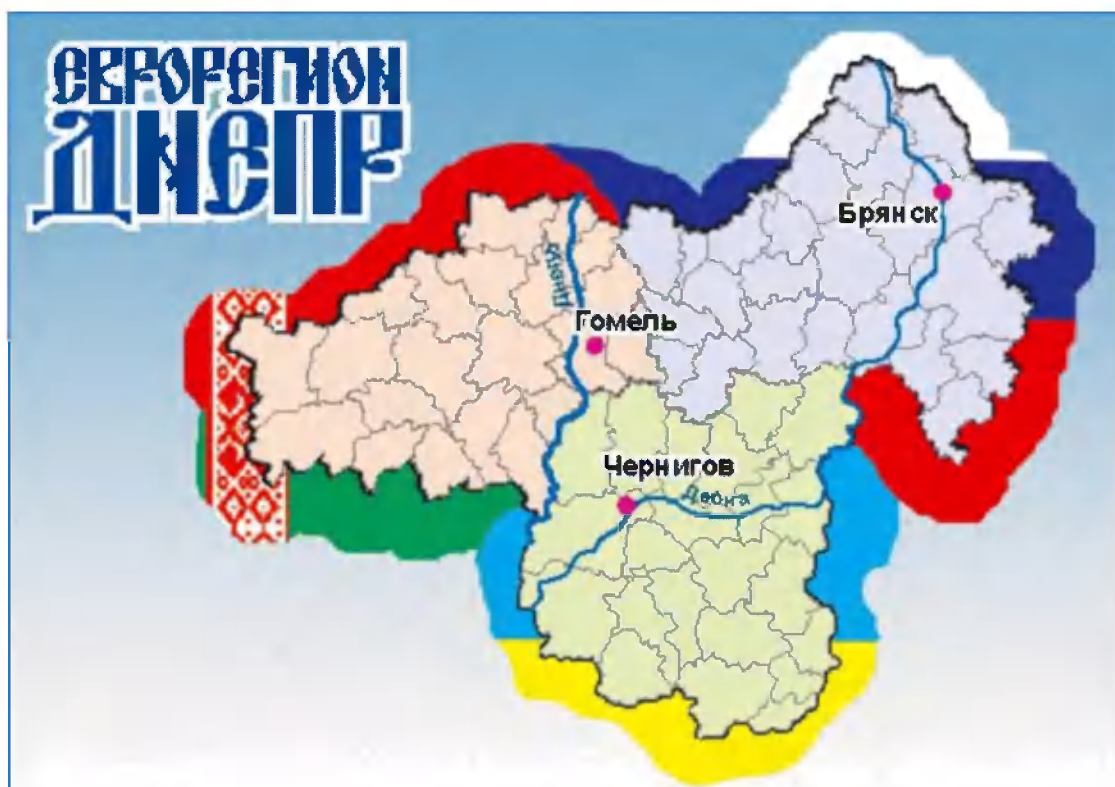 ЕВРОРЕГИОН
ДНЕПР
Брянск
Днепр
Гомель
Чернигов
Десна